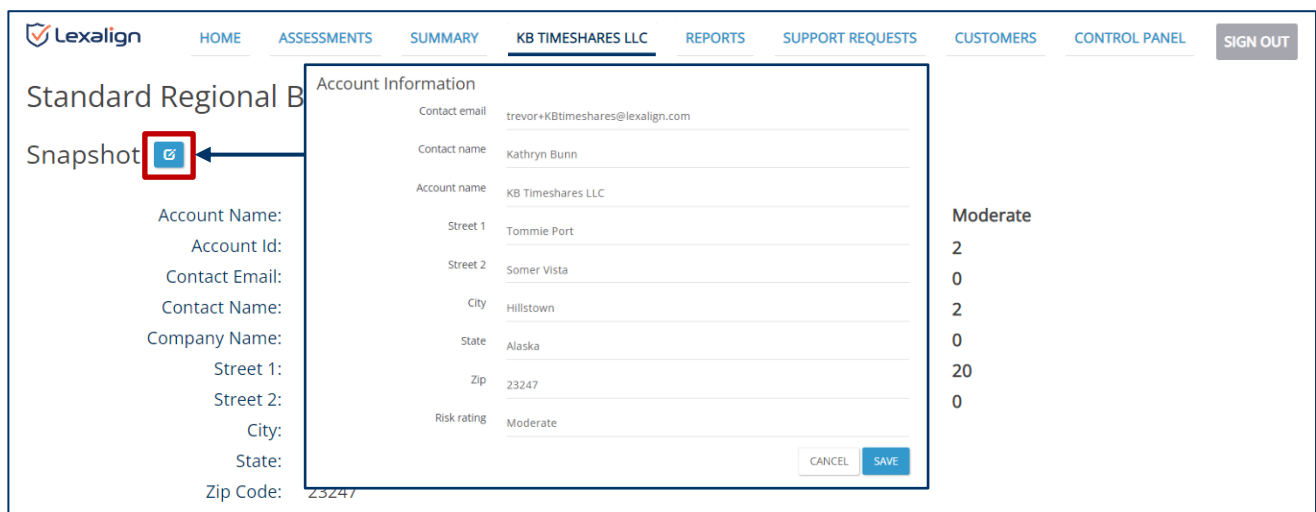 Lexalign
HOME ASSESSMENTS SUMMARY KB TIMESHARES LLC REPORTS SUPPORT REQUESTS CUSTOMERS CONTROL PANEL SIGN OUT
Standard Regional B
Snapshot
Account Information
Contact email trevor+KBtimeshares@lexalign.com
Contact name Kathryn Bunn
Account name KB Timeshares LLC
Street 1 Tommie Port
Street 2 Somer Vista
City Hillstown
State Alaska
Zip 23247
Risk rating Moderate
CANCEL SAVE
Account Name: Moderate
Account Id: 2
Contact Email: 0
Contact Name: 2
Company Name: 0
Street 1: 20
Street 2: 0
City:
State:
Zip Code: 23247